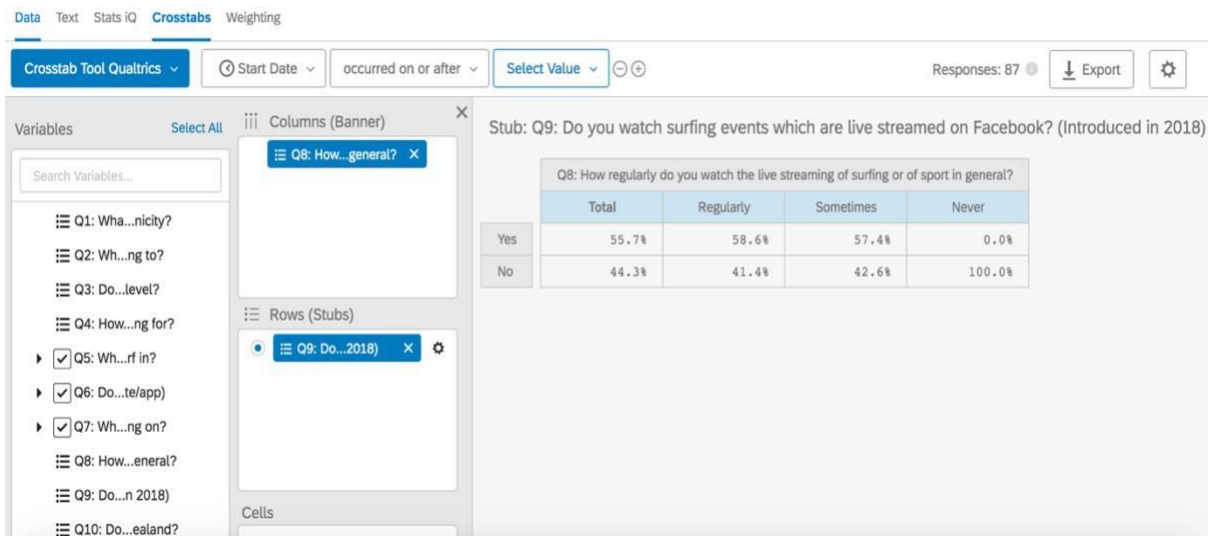 Data Text Stats iQ Crosstabs Weighting
Crosstab Tool Qualtrics Start Date occurred on or after Select Value Responses: 87 Export
Variables Select All
Search Variables...
Q1: Wha...nicity?
Q2: Wh...ng to?
Q3: Do...level?
Q4: How...ng for?
Q5: Wh...rf in?
Q6: Do...te/app)
Q7: Wh...ng on?
Q8: How...eneral?
Q9: Do...n 2018)
Q10: Do...ealand?
Columns (Banner)
Q8: How...general?
Rows (Stubs)
Q9: Do...2018)
Cells
Stub: Q9: Do you watch surfing events which are live streamed on Facebook? (Introduced in 2018)
Q8: How regularly do you watch the live streaming of surfing or of sport in general?
Total Regularly Sometimes Never
Yes 55.7% 58.6% 57.4% 0.0%
No 44.3% 41.4% 42.6% 100.0%